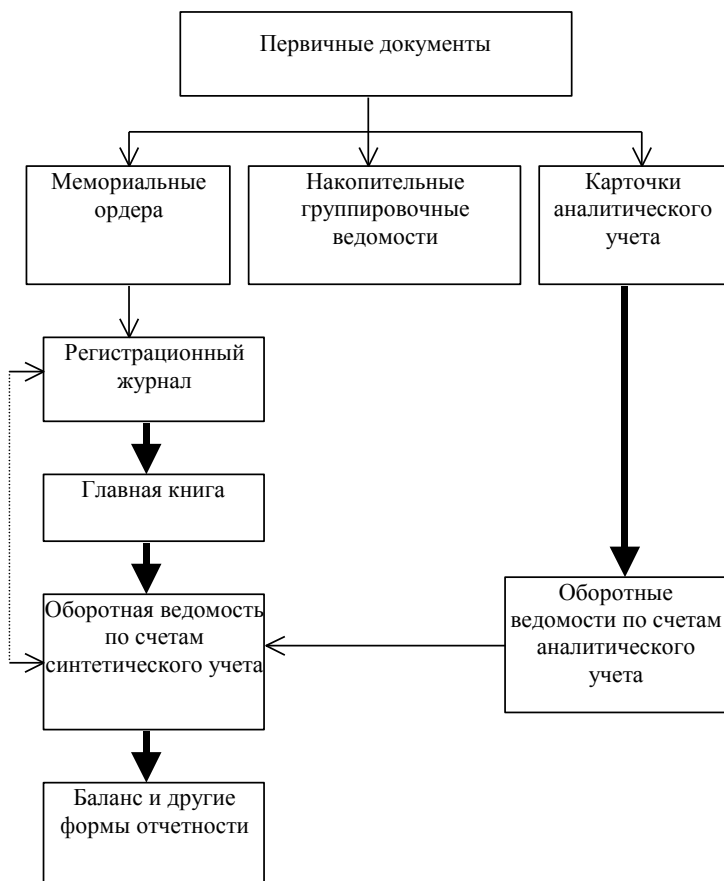 Первичные документы
Мемориальные
ордера
Накопительные
группировочные
ведомости
Карточки
аналитического
учета
Регистрационный
журнал
Главная книга
Оборотная ведомость
по счетам
синтетического учета
Оборотные
ведомости по счетам
аналитического
учета
Баланс и другие
формы отчетности